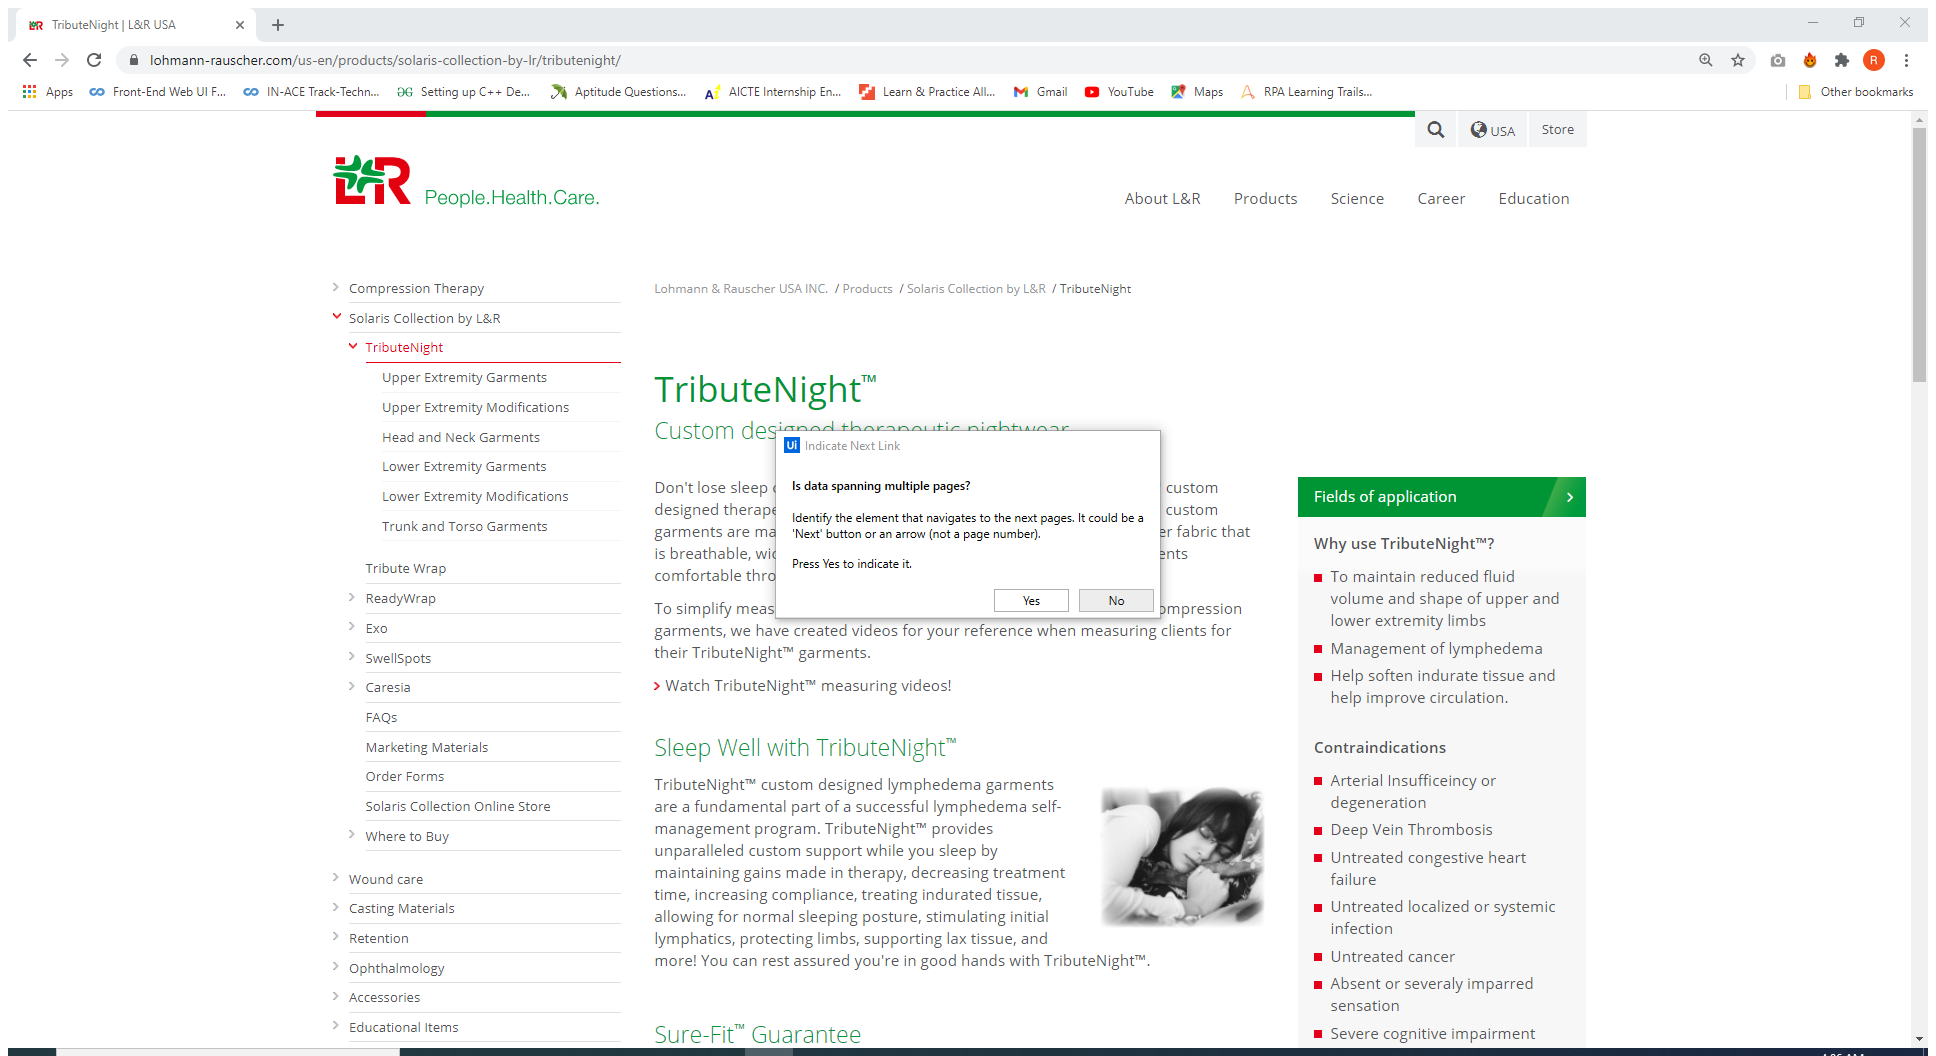 TributeNight | L&R USA
lohmann-rauscher.com/us-en/products/solaris-collection-by-lr/tributenight/
R
Apps
Front-End Web UI F...
IN-ACE Track-Techn...
Setting up C++ De...
Aptitude Questions...
AICTE Internship En...
Learn & Practice All...
Gmail
YouTube
Maps
RPA Learning Trails...
Other bookmarks
USA
Store
L&R
People.Health.Care.
About L&R
Products
Science
Career
Education
Compression Therapy
Solaris Collection by L&R
TributeNight
Upper Extremity Garments
Upper Extremity Modifications
Head and Neck Garments
Lower Extremity Garments
Lower Extremity Modifications
Trunk and Torso Garments
Tribute Wrap
ReadyWrap
Exo
SwellSpots
Caresia
FAQs
Marketing Materials
Order Forms
Solaris Collection Online Store
Where to Buy
Wound care
Casting Materials
Retention
Ophthalmology
Accessories
Educational Items
Lohmann & Rauscher USA INC. / Products / Solaris Collection by L&R / TributeNight
TributeNight™
Custom designed therapeutic nightwear
Don't lose sleep
custom
designed
custom
garments are
fabric that
is breathable,
comfortable
To simplify
garments, we have created videos for your reference when measuring clients for
their TributeNight™ garments.
Watch TributeNight™ measuring videos!
Ui Indicate Next Link
Is data spanning multiple pages?
Identify the element that navigates to the next pages. It could be a
'Next' button or an arrow (not a page number).
Press Yes to indicate it.
Yes
No
Sleep Well with TributeNight™
TributeNight™ custom designed lymphedema garments
are a fundamental part of a successful lymphedema self-
management program. TributeNight™ provides
unparalleled custom support while you sleep by
maintaining gains made in therapy, decreasing treatment
time, increasing compliance, treating indurated tissue,
allowing for normal sleeping posture, stimulating initial
lymphatics, protecting limbs, supporting lax tissue, and
more! You can rest assured you're in good hands with TributeNight™.
Sure-Fit™ Guarantee
Fields of application
Why use TributeNight™?
To maintain reduced fluid
volume and shape of upper and
lower extremity limbs
Management of lymphedema
Help soften indurate tissue and
help improve circulation.
Contraindications
Arterial Insufficeincy or
degeneration
Deep Vein Thrombosis
Untreated congestive heart
failure
Untreated localized or systemic
infection
Untreated cancer
Absent or severaly imparred
sensation
Severe cognitive impairment